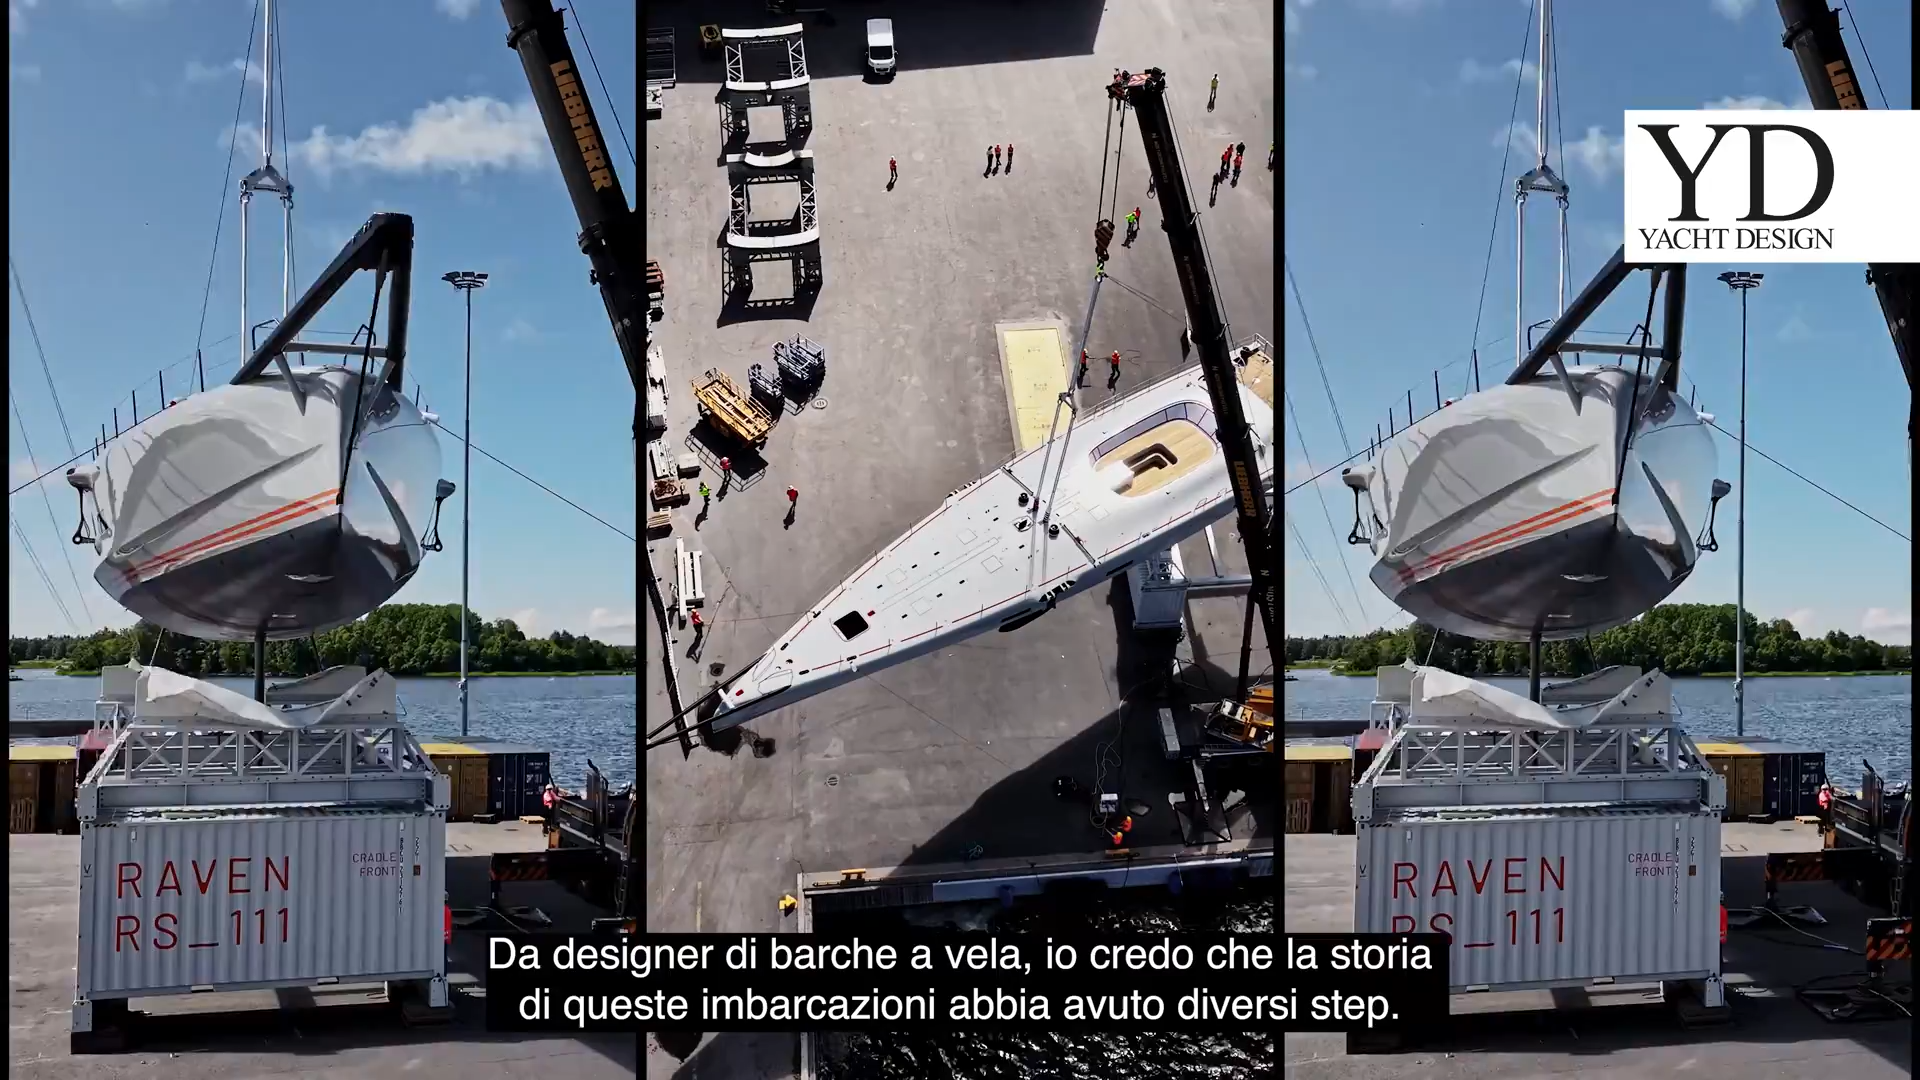 LIEBHERR
LIEBHERR
YD
YACHT DESIGN
RAVEN
RS_111
CRADLE
FRONT
RAVEN
RS_111
CRADLE
FRONT
Da designer di barche a vela, io credo che la storia
di queste imbarcazioni abbia avuto diversi step.